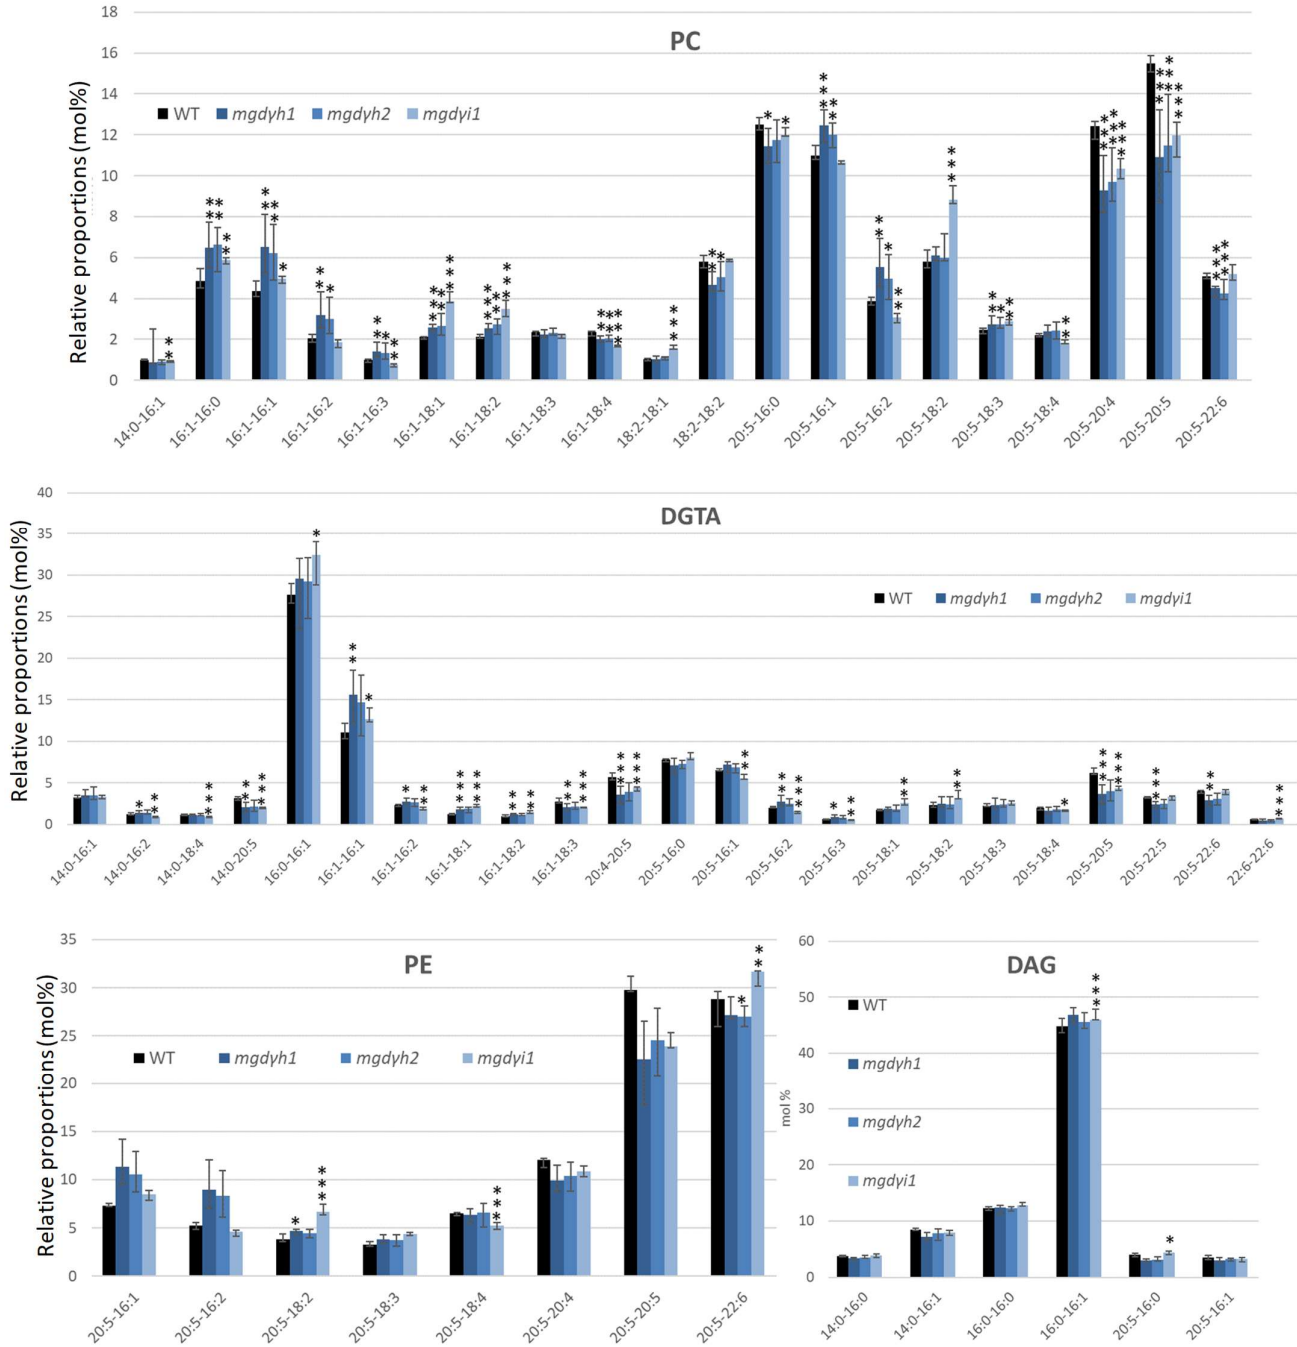 PC
Relative proportions (mol%)
18
16
14
12
10
8
6
4
2
0
WT mgdγh1 mgdγh2 mgdγi1
14:0-16:1 16:1-16:0 16:1-16:1 16:1-16:2 16:1-16:3 16:1-18:1 16:1-18:2 16:1-18:3 16:1-18:4 18:2-18:1 18:2-18:2 20:5-16:0 20:5-16:1 20:5-16:2 20:5-18:2 20:5-18:3 20:5-18:4 20:5-20:4 20:5-20:5 20:5-22:6
DGTA
Relative proportions (mol%)
40
35
30
25
20
15
10
5
0
WT mgdγh1 mgdγh2 mgdγi1
14:0-16:1 14:0-16:2 14:0-18:4 14:0-20:5 16:0-16:1 16:1-16:1 16:1-16:2 16:1-18:1 16:1-18:2 16:1-18:3 20:4-20:5 20:5-16:0 20:5-16:1 20:5-16:2 20:5-16:3 20:5-18:1 20:5-18:2 20:5-18:3 20:5-18:4 20:5-20:5 20:5-22:5 20:5-22:6 22:6-22:6
PE
Relative proportions (mol%)
35
30
25
20
15
10
5
0
WT mgdγh1 mgdγh2 mgdγi1
20:5-16:1 20:5-16:2 20:5-18:2 20:5-18:3 20:5-18:4 20:5-20:4 20:5-20:5 20:5-22:6
DAG
mol %
60
50
40
30
20
10
0
WT
mgdγh1
mgdγh2
mgdγi1
14:0-16:0 14:0-16:1 16:0-16:0 16:0-16:1 20:5-16:0 20:5-16:1